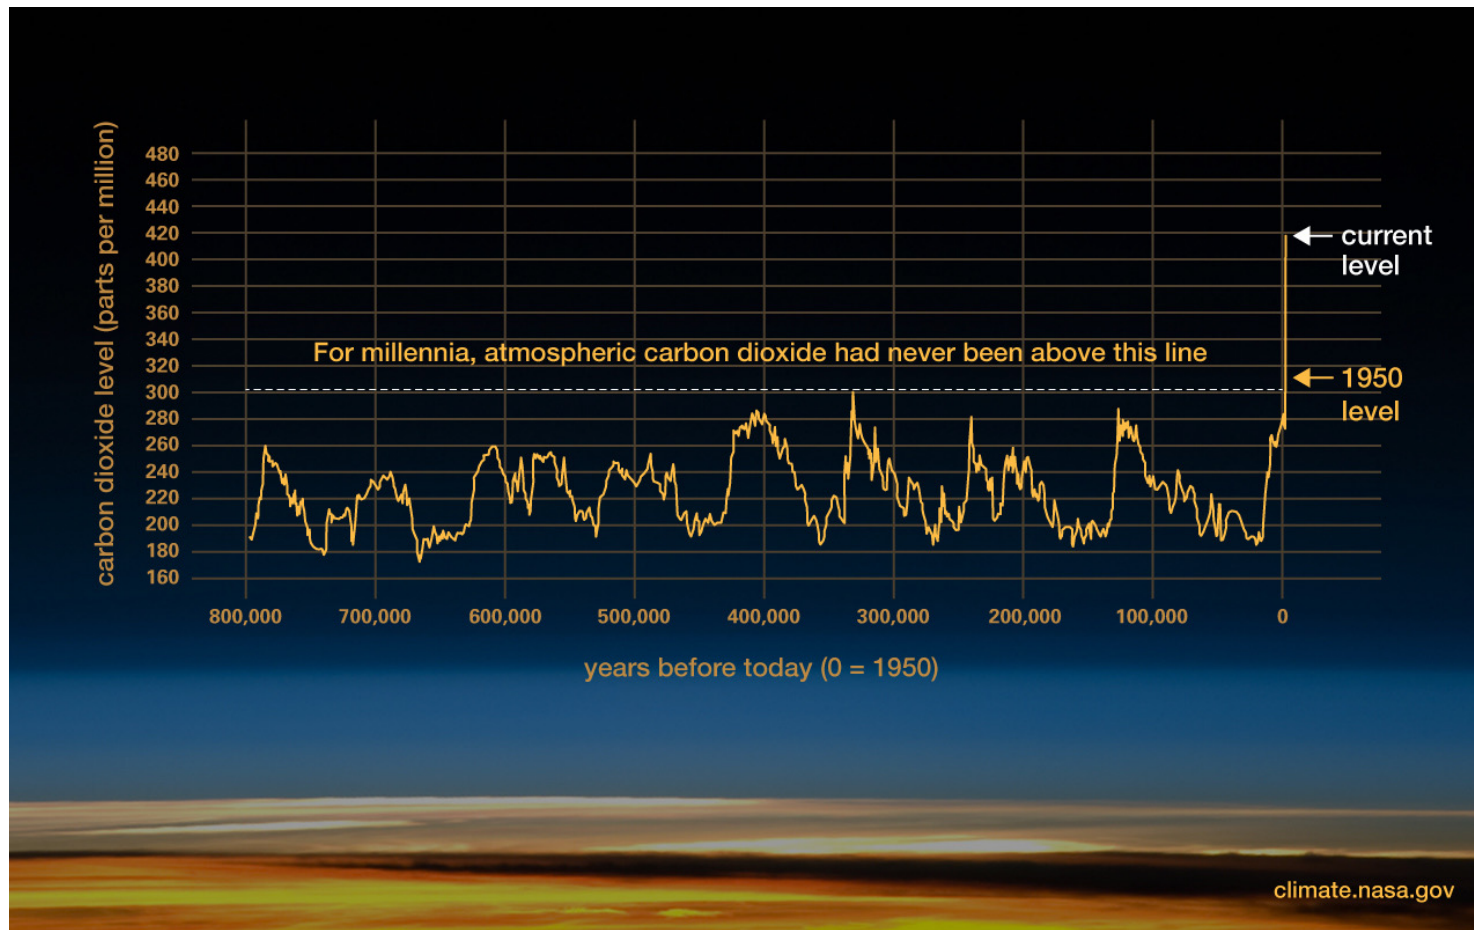 carbon dioxide level (parts per million)
480
460
440
420
400
380
360
340
320
300
280
260
240
220
200
180
160
For millennia, atmospheric carbon dioxide had never been above this line
current
level
1950
level
800,000 700,000 600,000 500,000 400,000 300,000 200,000 100,000 0
years before today (0 = 1950)
climate.nasa.gov